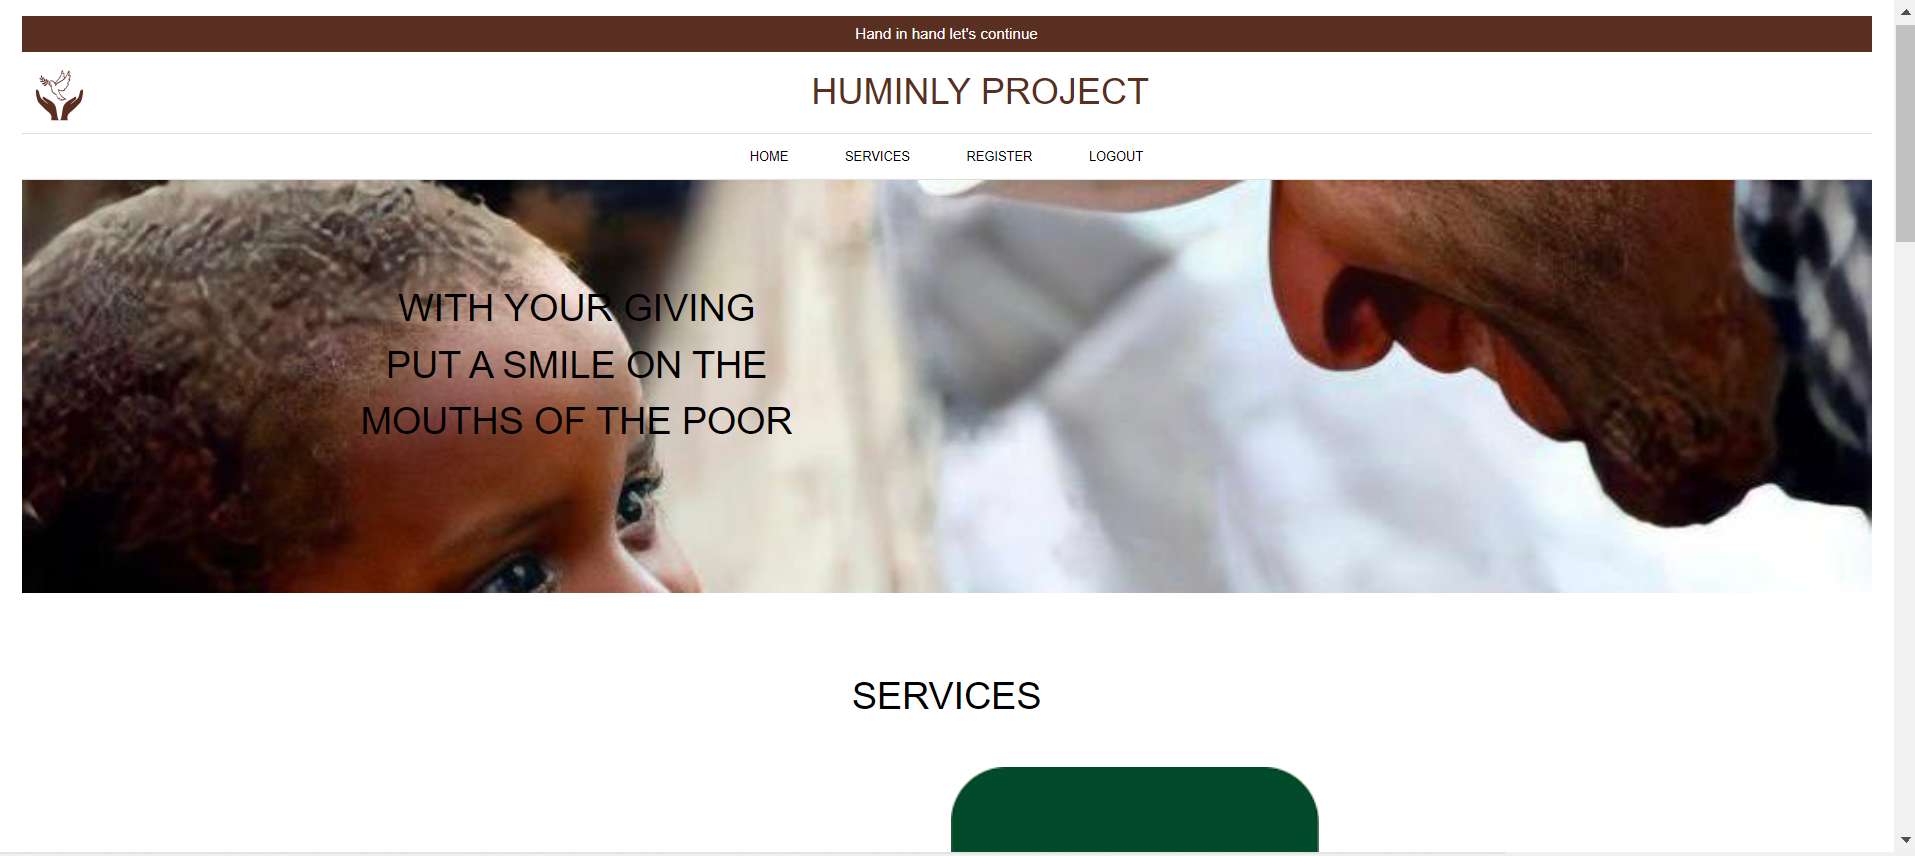 Hand in hand let's continue
HUMINLY PROJECT
HOME SERVICES REGISTER LOGOUT
WITH YOUR GIVING
PUT A SMILE ON THE
MOUTHS OF THE POOR
SERVICES